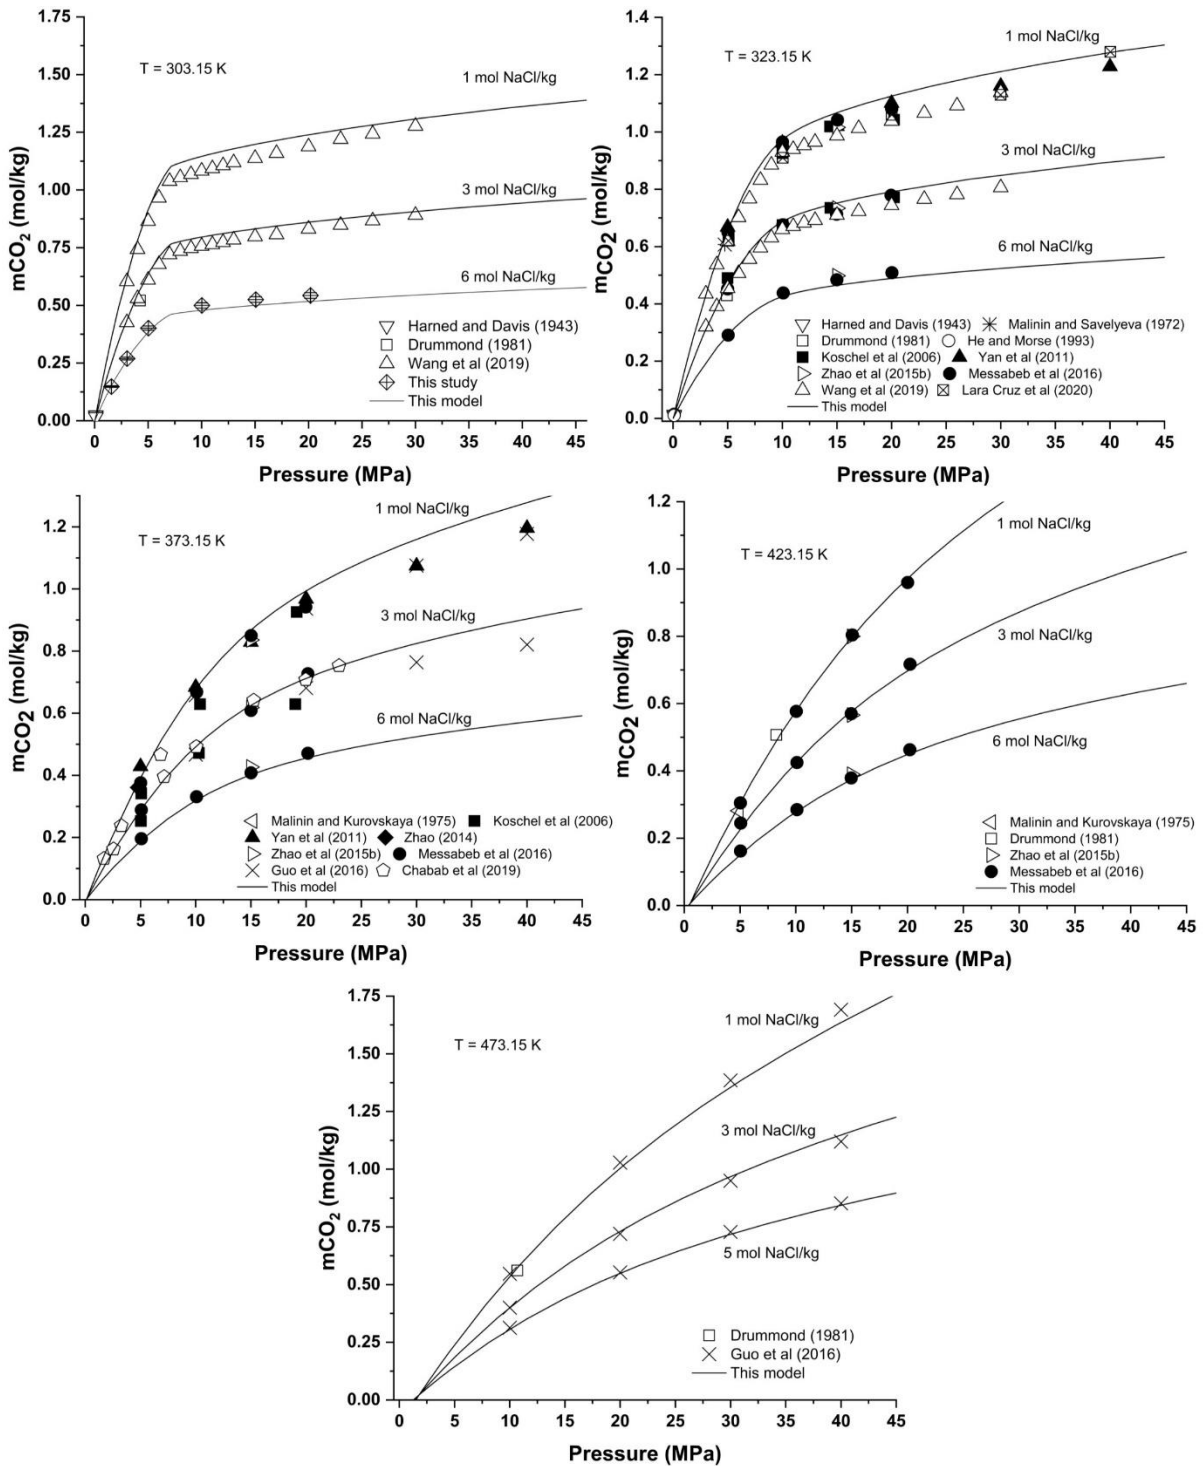 1.75
1.50
1.25
1.00
0.75
0.50
0.25
0.00
mCO2 (mol/kg)
T = 303.15 K
1 mol NaCl/kg
3 mol NaCl/kg
6 mol NaCl/kg
Harned and Davis (1943)
Drummond (1981)
Wang et al (2019)
This study
This model
0 5 10 15 20 25 30 35 40 45
Pressure (MPa)
1.4
1.2
1.0
0.8
0.6
0.4
0.2
0.0
mCO2 (mol/kg)
T = 323.15 K
1 mol NaCl/kg
3 mol NaCl/kg
6 mol NaCl/kg
Harned and Davis (1943) Malinin and Savelyeva (1972)
Drummond (1981) He and Morse (1993)
Koschel et al (2006) Yan et al (2011)
Zhao et al (2015b) Messabeb et al (2016)
Wang et al (2019) Lara Cruz et al (2020)
This model
0 5 10 15 20 25 30 35 40 45
Pressure (MPa)
1.2
1.0
0.8
0.6
0.4
0.2
0.0
mCO2 (mol/kg)
T = 373.15 K
1 mol NaCl/kg
3 mol NaCl/kg
6 mol NaCl/kg
Malinin and Kurovskaya (1975) Koschel et al (2006)
Yan et al (2011) Zhao (2014)
Zhao et al (2015b) Messabeb et al (2016)
Guo et al (2016) Chabab et al (2019)
This model
0 5 10 15 20 25 30 35 40 45
Pressure (MPa)
1.2
1.0
0.8
0.6
0.4
0.2
0.0
mCO2 (mol/kg)
T = 423.15 K
1 mol NaCl/kg
3 mol NaCl/kg
6 mol NaCl/kg
Malinin and Kurovskaya (1975)
Drummond (1981)
Zhao et al (2015b)
Messabeb et al (2016)
This model
0 5 10 15 20 25 30 35 40 45
Pressure (MPa)
1.75
1.50
1.25
1.00
0.75
0.50
0.25
0.00
mCO2 (mol/kg)
T = 473.15 K
1 mol NaCl/kg
3 mol NaCl/kg
5 mol NaCl/kg
Drummond (1981)
Guo et al (2016)
This model
0 5 10 15 20 25 30 35 40 45
Pressure (MPa)